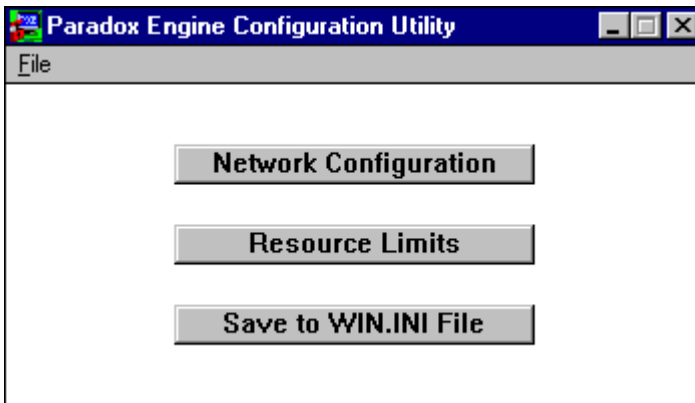 Paradox Engine Configuration Utility
File
Network Configuration
Resource Limits
Save to WIN.INI File